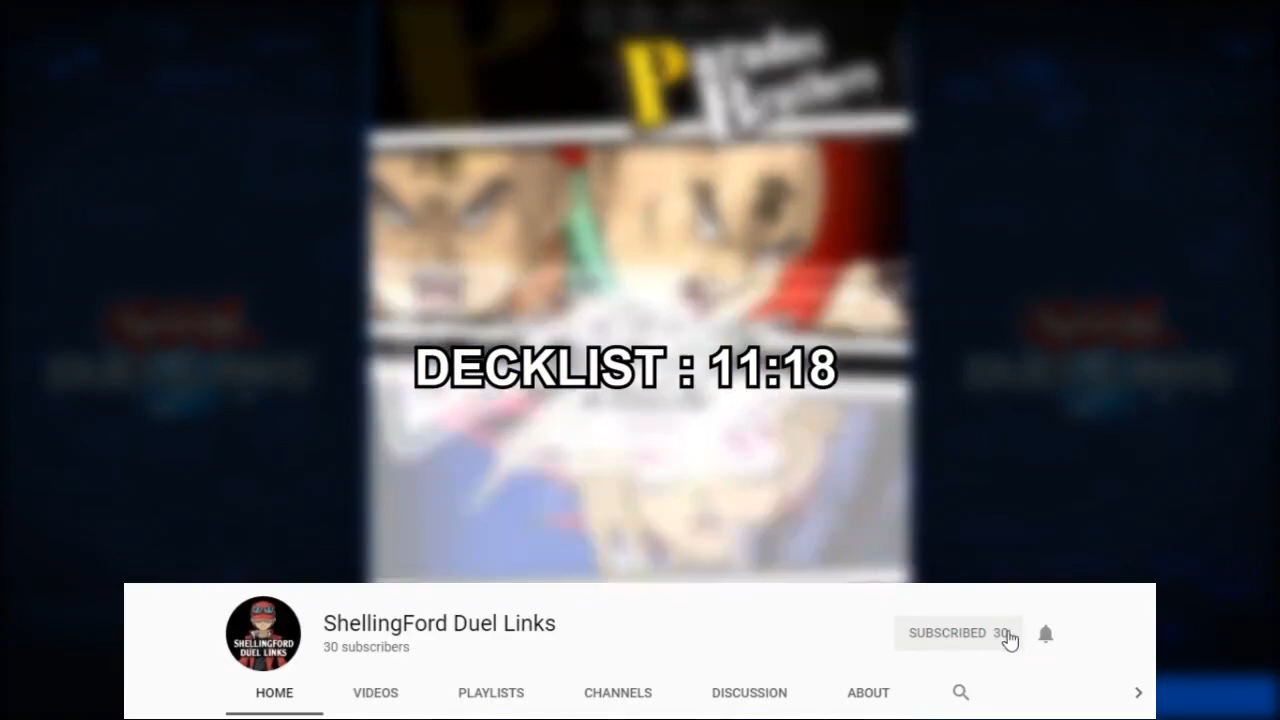 DECKLIST : 11:18
SHELLINGFORD
DUEL LINKS
ShellingFord Duel Links
30 subscribers
SUBSCRIBED 30
HOME VIDEOS PLAYLISTS CHANNELS DISCUSSION ABOUT